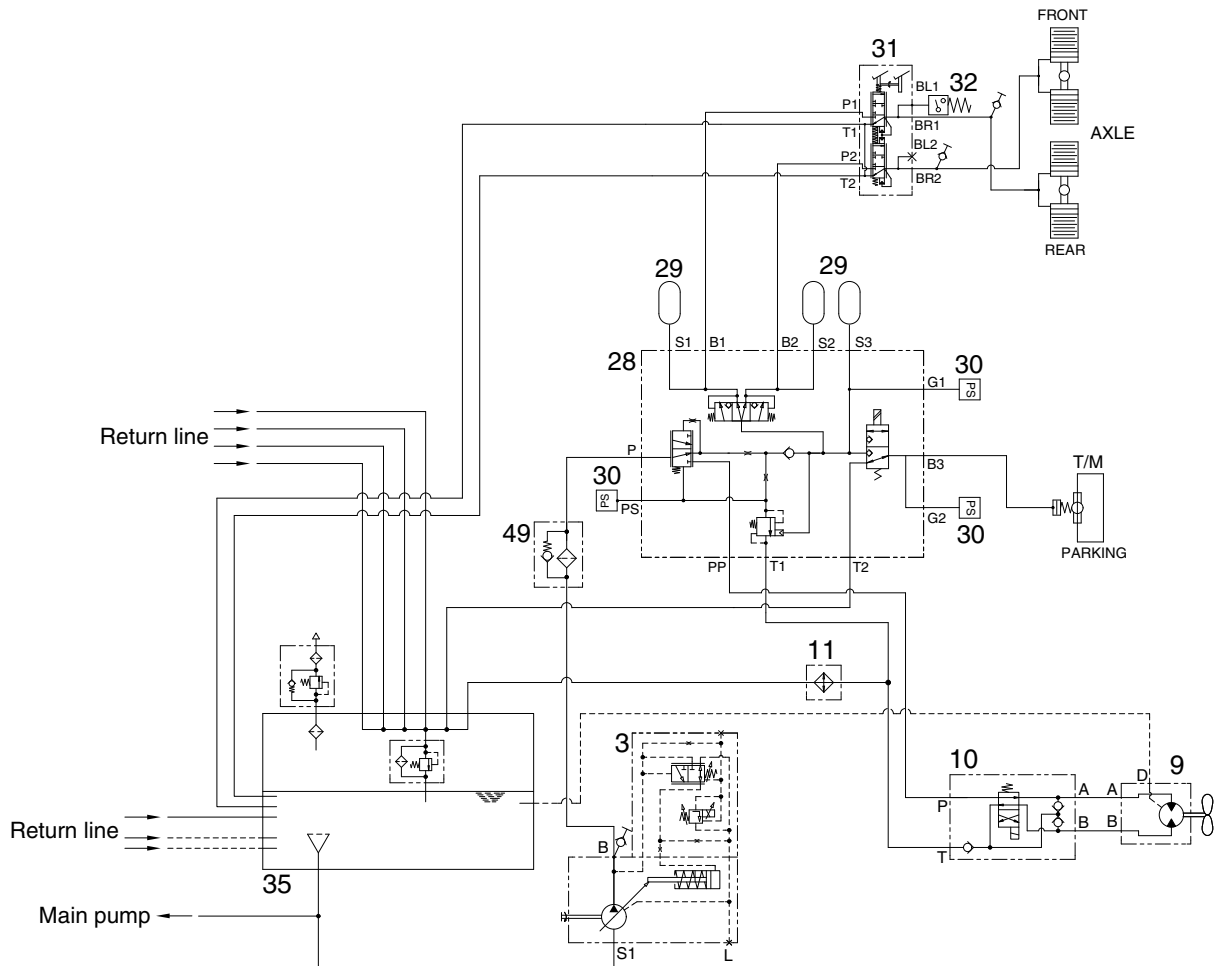 FRONT
31
BL1
32
P1
T1
BR1
AXLE
BL2
P2
T2
BR2
REAR
29
29
S1
B1
B2
S2
S3
28
30
G1
PS
Return line
P
30
PS
PS
B3
T/M
G2
PS
30
PARKING
49
PP
T1
T2
11
3
10
D
9
P
A
A
B
B
T
Return line
B
35
Main pump
S1
L